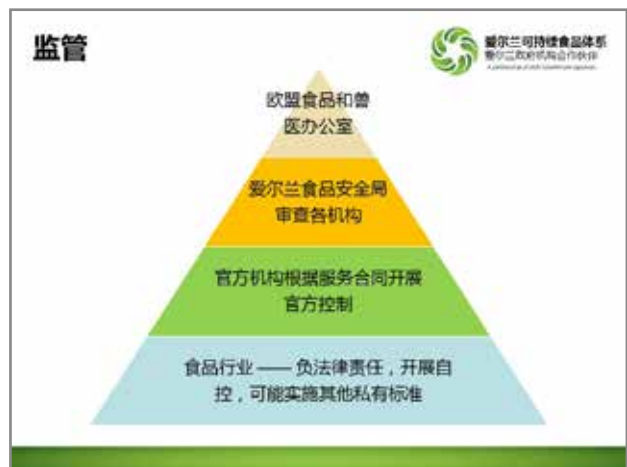 监管
爱尔兰可持续食品体系
爱尔兰政府机构合作伙伴
欧盟食品和兽
医办公室
爱尔兰食品安全局
审查各机构
官方机构根据服务合同开展
官方控制
食品行业 —— 负法律责任，开展自
控，可能实施其他私有标准